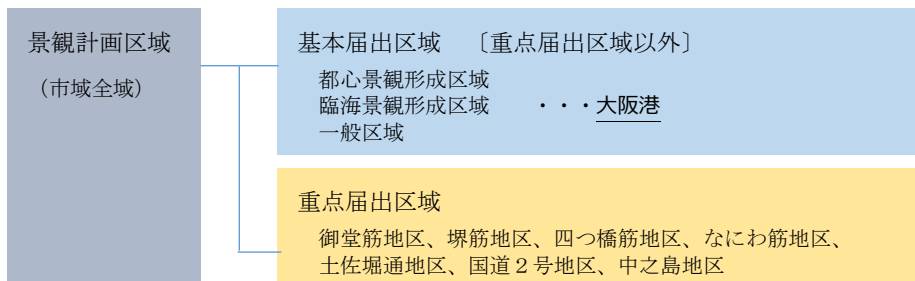 景観計画区域
（市域全域）
基本届出区域　〔重点届出区域以外〕
都心景観形成区域
臨海景観形成区域　　・・・大阪港
一般区域
重点届出区域
御堂筋地区、堺筋地区、四つ橋筋地区、なにわ筋地区、
土佐堀通地区、国道２号地区、中之島地区